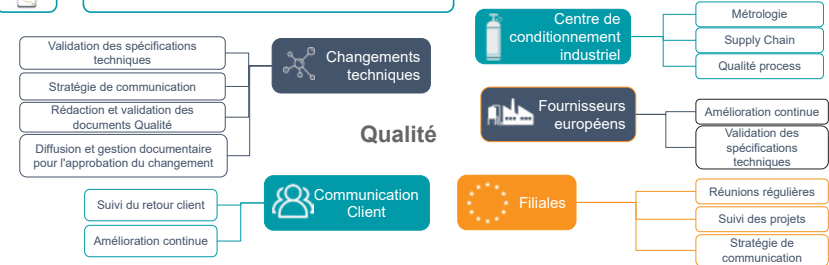 Validation des spécifications
techniques
Stratégie de communication
Rédaction et validation des
documents Qualité
Diffusion et gestion documentaire
pour l'approbation du changement
Changements
techniques
Suivi du retour client
Amélioration continue
Communication
Client
Qualité
Centre de
conditionnement
industriel
Métrologie
Supply Chain
Qualité process
Fournisseurs
européens
Amélioration continue
Validation des
spécifications
techniques
Filiales
Réunions régulières
Suivi des projets
Stratégie de
communication